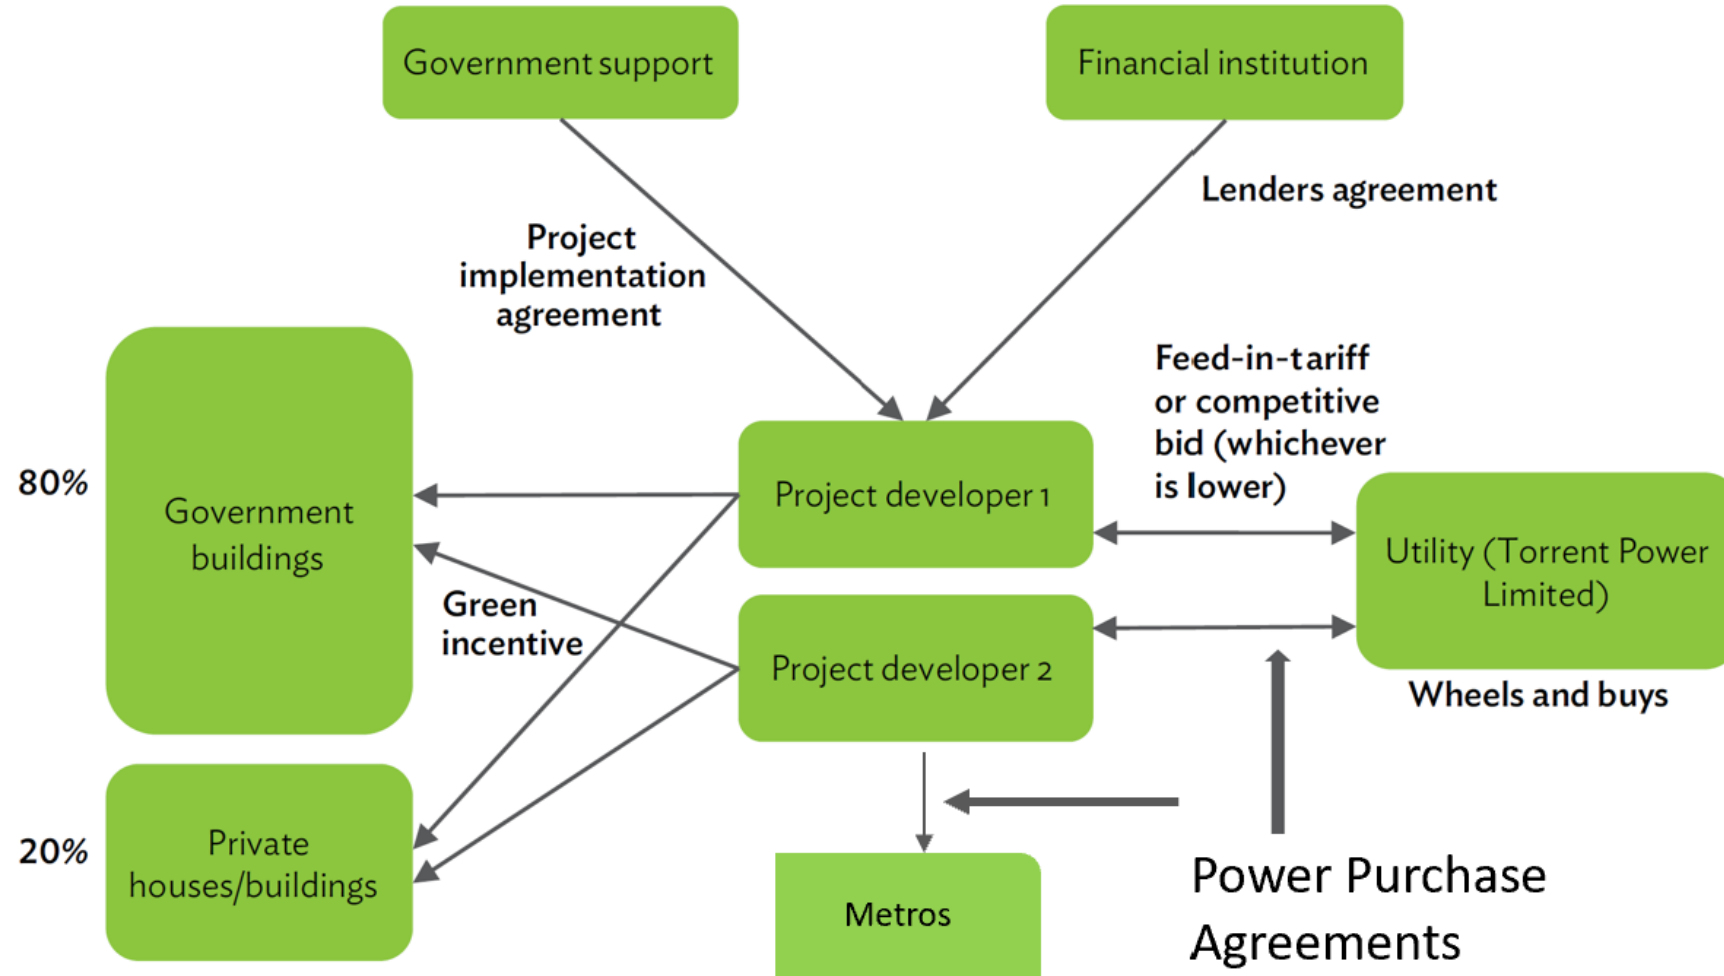 Government support
Financial institution
Lenders agreement
Project
implementation
agreement
Feed-in-tariff
or competitive
bid (whichever
is lower)
80%
Government
buildings
Project developer 1
Utility (Torrent Power
Limited)
Green
incentive
Project developer 2
Wheels and buys
20%
Private
houses/buildings
Metros
Power Purchase
Agreements